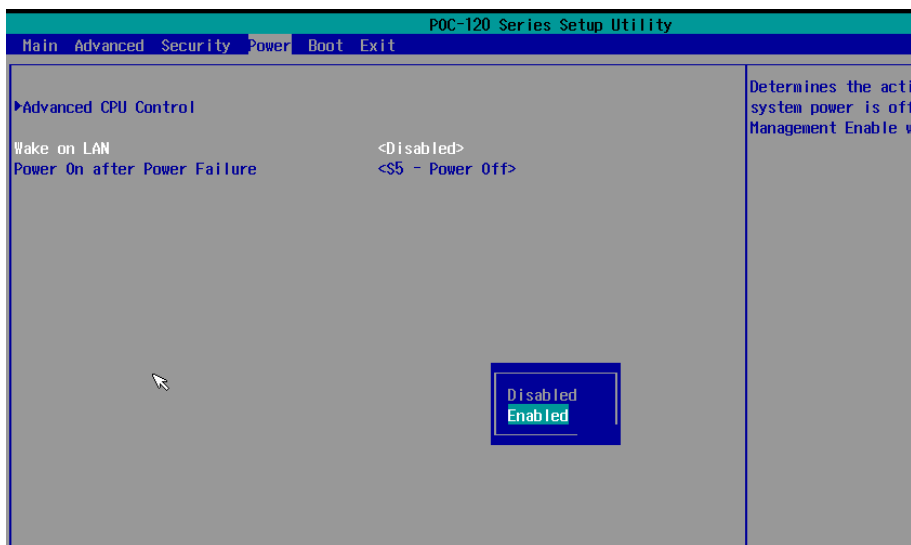 POC-120 Series Setup Utility
Main Advanced Security Power Boot Exit
▶Advanced CPU Control
Wake on LAN <Disabled>
Power On after Power Failure <S5 - Power Off>
Determines the acti
system power is off
Management Enable w
Disabled
Enabled